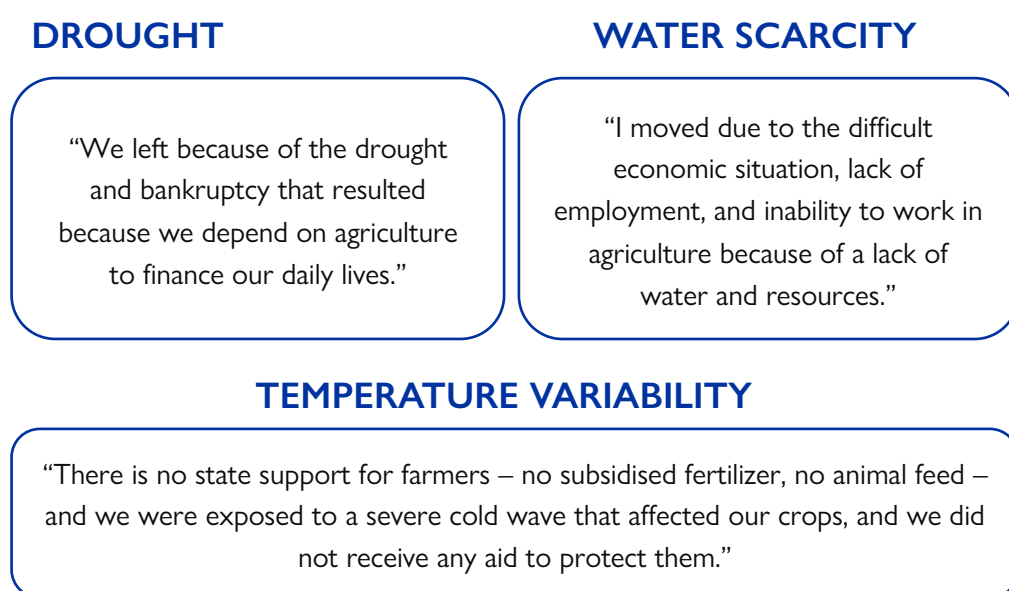 DROUGHT
“We left because of the drought
and bankruptcy that resulted
because we depend on agriculture
to finance our daily lives.”
WATER SCARCITY
“I moved due to the difficult
economic situation, lack of
employment, and inability to work in
agriculture because of a lack of
water and resources.”
TEMPERATURE VARIABILITY
“There is no state support for farmers – no subsidised fertilizer, no animal feed –
and we were exposed to a severe cold wave that affected our crops, and we did
not receive any aid to protect them.”